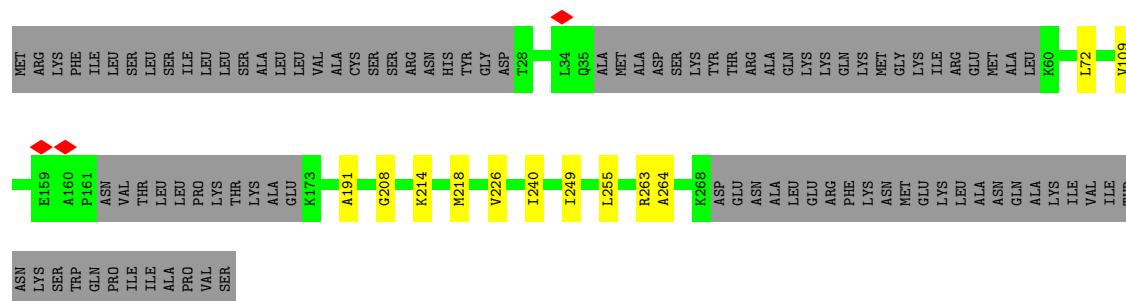 MET ARG LYS PHE ILE LEU SER LEU SER ILE LEU LEU SER ALA LEU LEU VAL ALA CYS SER SER ARG ASN HIS TYR GLY ASP T28 L34 Q35 ALA MET ALA ASP SER LYS TYR THR ARG ALA GLN LYS LYS GLN LYS MET GLY LYS ILE ARG GLU MET ALA LEU K60 L72 V109
E159 A160 P161 ASN VAL THR LEU LEU PRO LYS THR LYS ALA GLU K173 A191 G208 K214 M218 V226 I240 I249 L255 R263 A264 K268 ASP GLU ASN ALA LEU GLU ARG PHE LYS ASN MET GLU LYS LEU ALA ASN GLN ALA LYS ILE VAL ILE TYR
ASN LYS SER TRP GLN PRO ILE ILE ALA PRO VAL SER